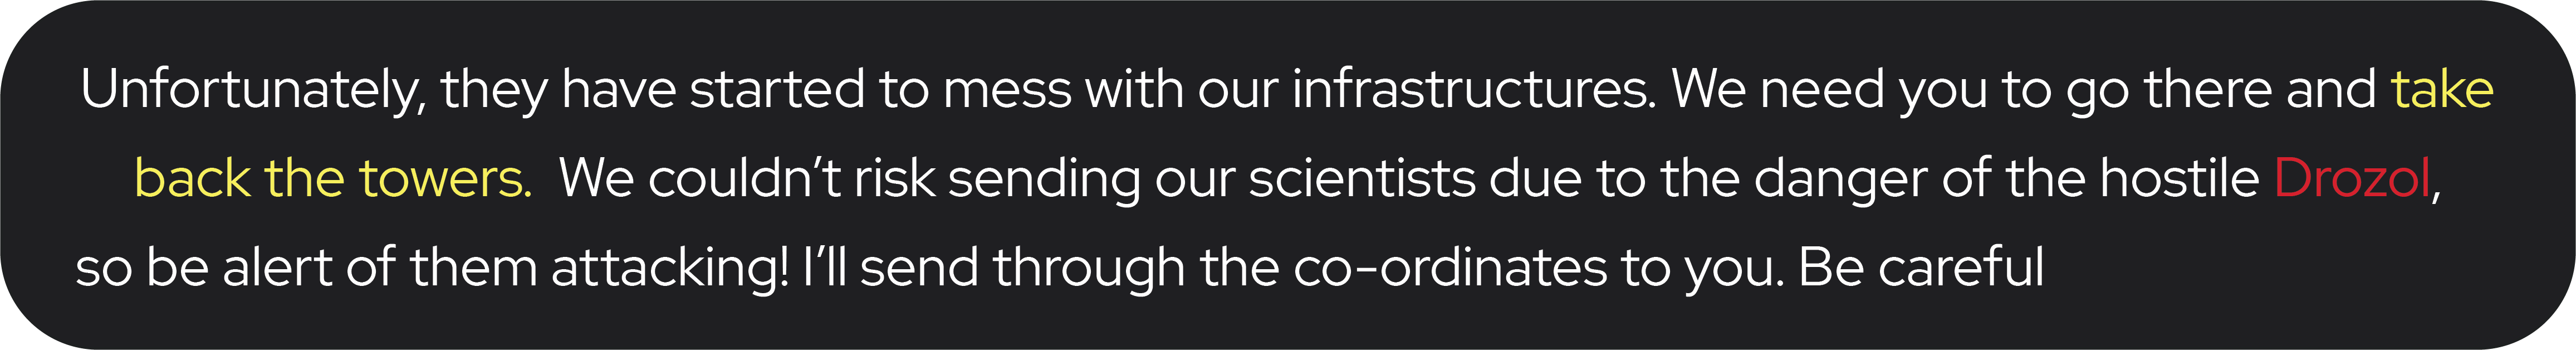 Unfortunately, they have started to mess with our infrastructures. We need you to go there and take
back the towers. We couldn’t risk sending our scientists due to the danger of the hostile Drozol,
so be alert of them attacking! I’ll send through the co-ordinates to you. Be careful